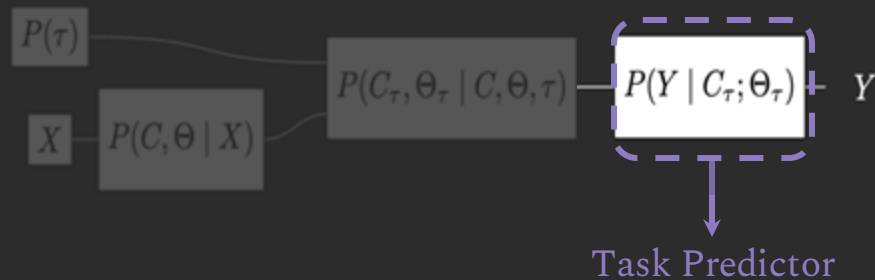 P(τ)
X
P(C, Θ | X)
P(C_τ, Θ_τ | C, Θ, τ)
P(Y | C_τ; Θ_τ)
Y
Task Predictor